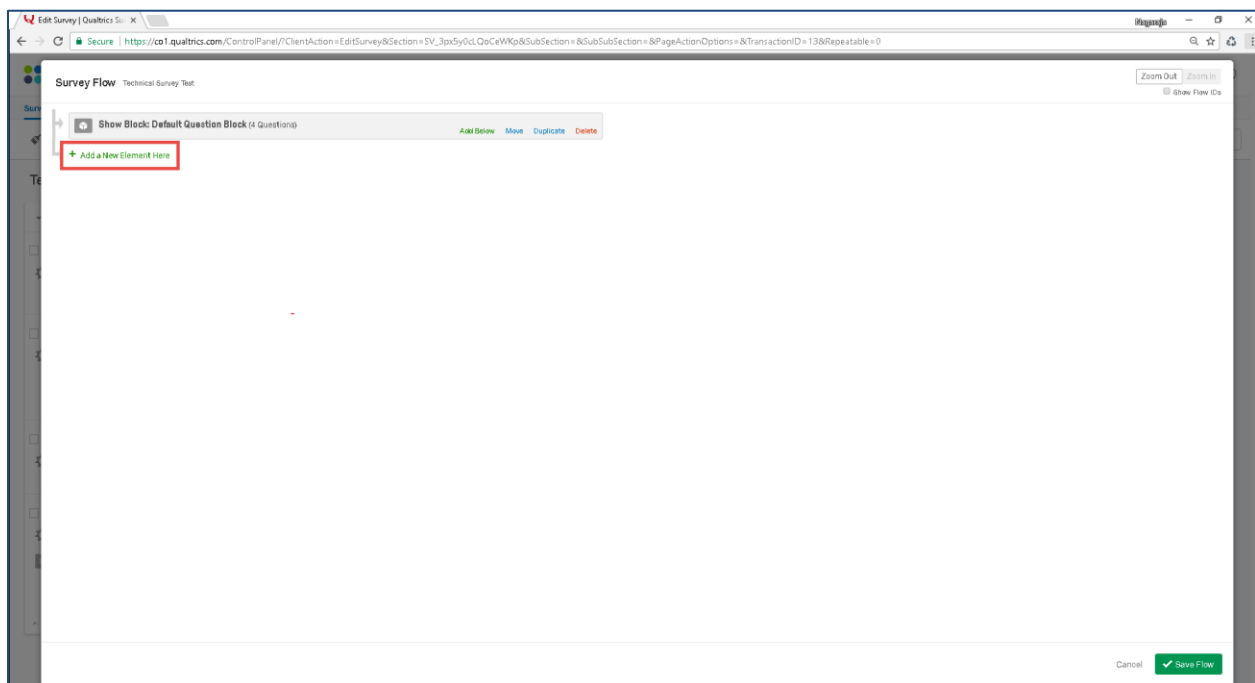 Edit Survey | Qualtrics Su
Secure | https://co1.qualtrics.com/ControlPanel/?ClientAction=EditSurvey&Section=SV_3px5y0cLQoCeWKp&SubSection=&SubSubSection=&PageActionOptions=&TransactionID=13&Repeatable=0
Survey Flow Technical Survey Test
Zoom Out Zoom In
Show Flow IDs
Show Block: Default Question Block (4 Questions)
Add Below Move Duplicate Delete
+ Add a New Element Here
Cancel Save Flow